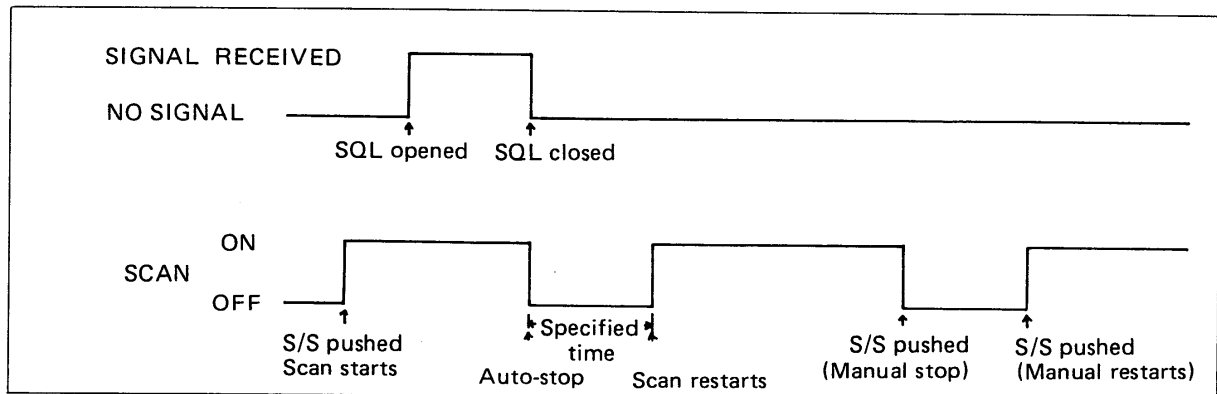 SIGNAL RECEIVED
NO SIGNAL
SQL opened
SQL closed
ON
SCAN
OFF
S/S pushed
Scan starts
Specified
time
Auto-stop
Scan restarts
S/S pushed
(Manual stop)
S/S pushed
(Manual restarts)